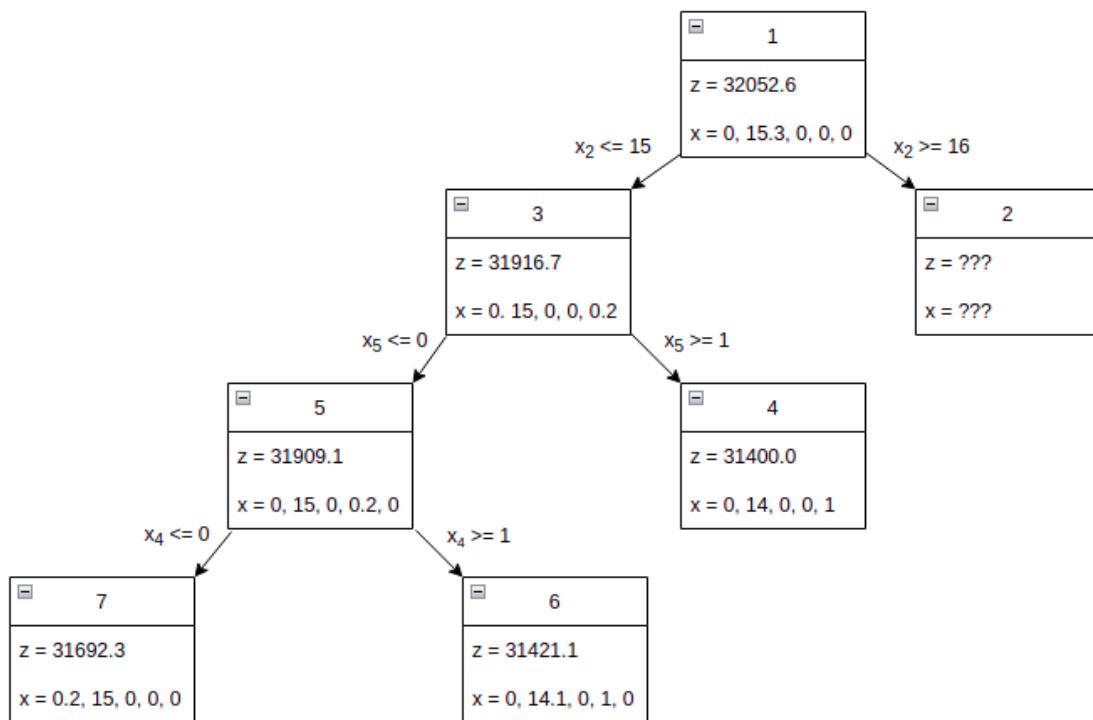 1
z = 32052.6
x = 0, 15.3, 0, 0, 0
x2 <= 15
x2 >= 16
3
z = 31916.7
x = 0. 15, 0, 0, 0.2
2
z = ???
x = ???
x5 <= 0
x5 >= 1
5
z = 31909.1
x = 0, 15, 0, 0.2, 0
4
z = 31400.0
x = 0, 14, 0, 0, 1
x4 <= 0
x4 >= 1
7
z = 31692.3
x = 0.2, 15, 0, 0, 0
6
z = 31421.1
x = 0, 14.1, 0, 1, 0